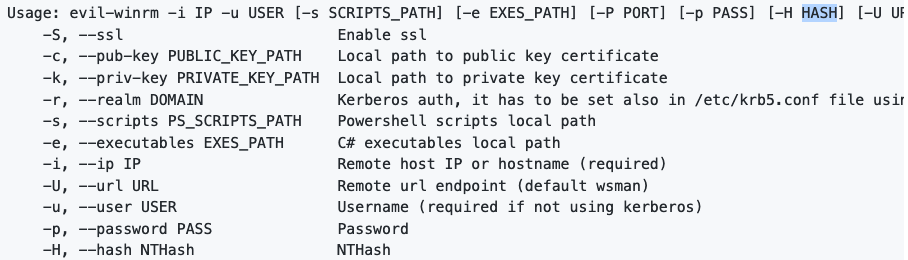 Usage: evil-winrm -i IP -u USER [-s SCRIPTS_PATH] [-e EXES_PATH] [-P PORT] [-p PASS] [-H HASH] [-U
-S, --ssl Enable ssl
-c, --pub-key PUBLIC_KEY_PATH Local path to public key certificate
-k, --priv-key PRIVATE_KEY_PATH Local path to private key certificate
-r, --realm DOMAIN Kerberos auth, it has to be set also in /etc/krb5.conf file
-s, --scripts PS_SCRIPTS_PATH Powershell scripts local path
-e, --executables EXES_PATH C# executables local path
-i, --ip IP Remote host IP or hostname (required)
-U, --url URL Remote url endpoint (default wsman)
-u, --user USER Username (required if not using kerberos)
-p, --password PASS Password
-H, --hash NTHash NTHash